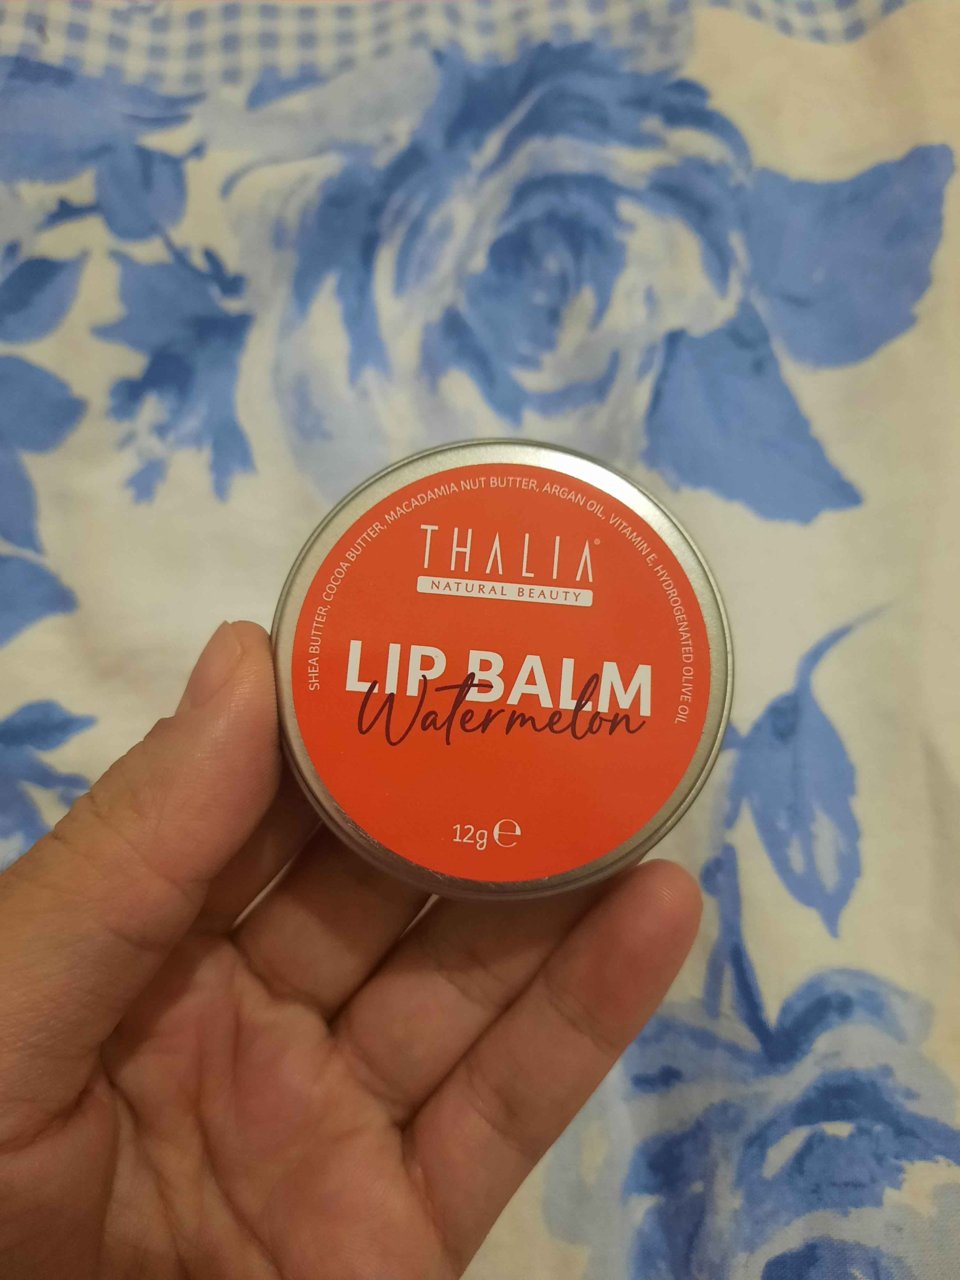 SHEA BUTTER, COCOA BUTTER, MACADAMIA NUT BUTTER, ARGAN OIL, VITAMIN E, HYDROGENATED OLIVE OIL
THALIA®
NATURAL BEAUTY
LIP BALM
Watermelon
12g ℮